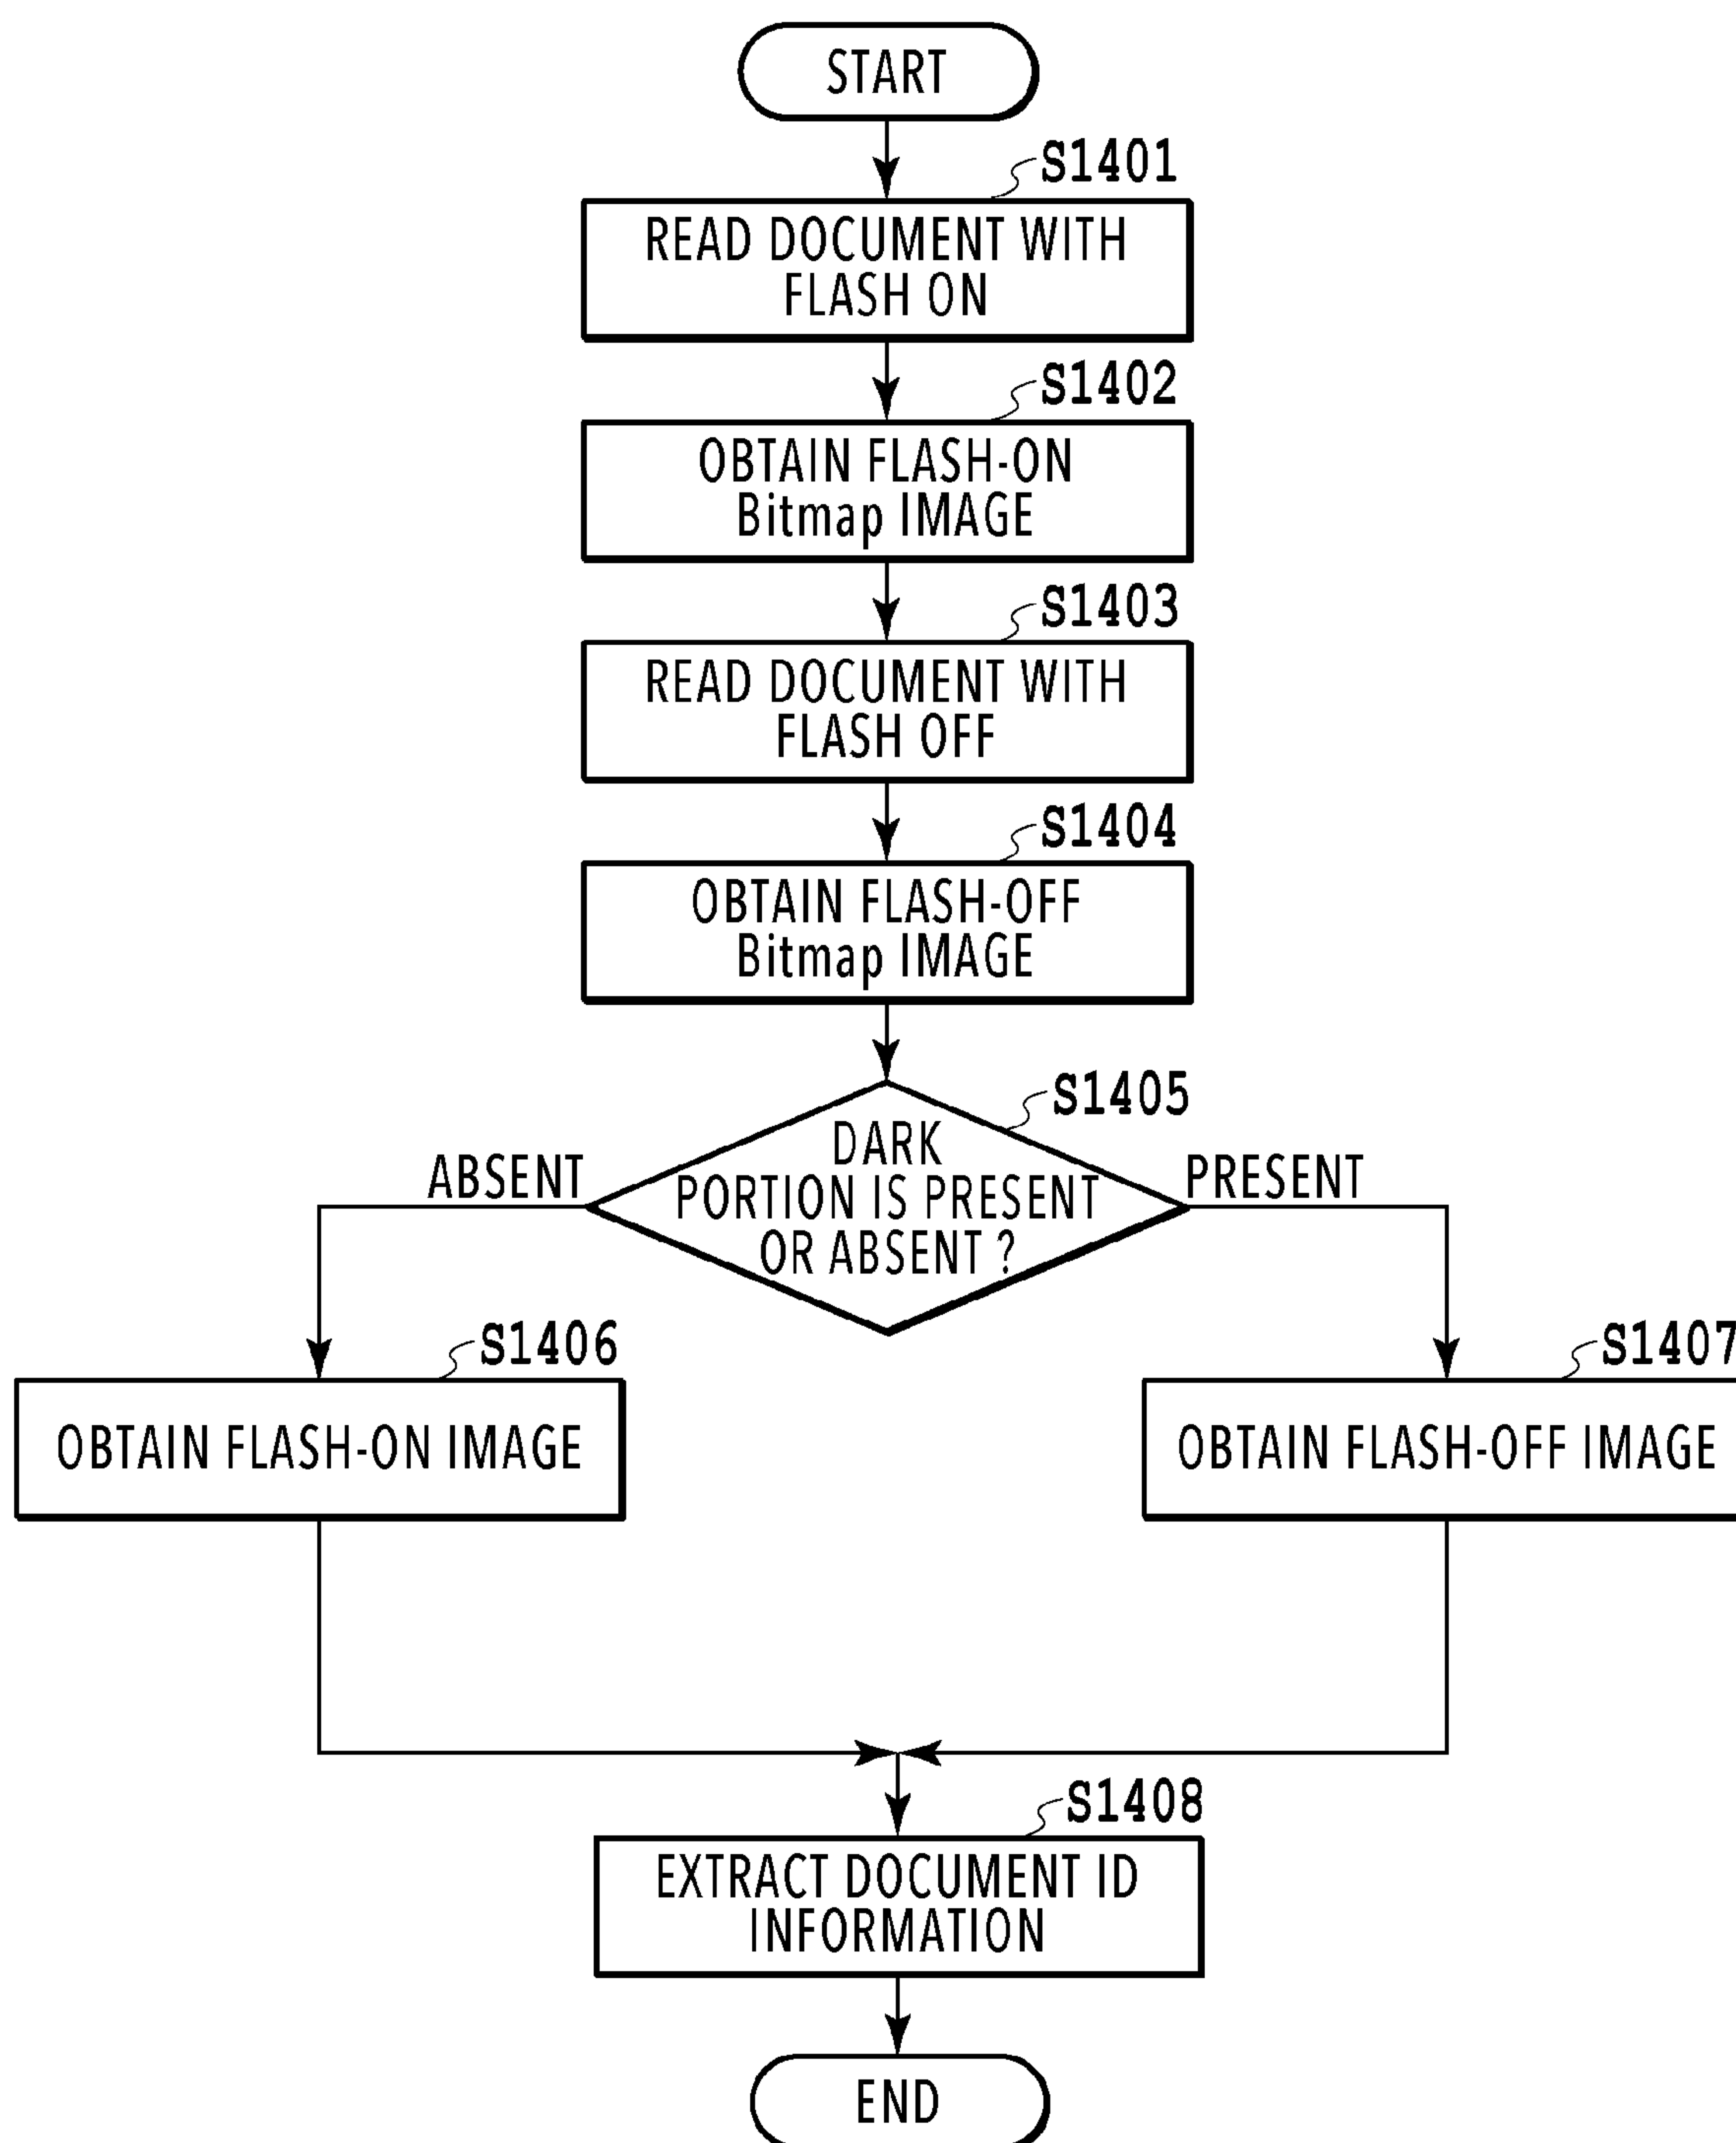 START
S1401
READ DOCUMENT WITH
FLASH ON
S1402
OBTAIN FLASH-ON
Bitmap IMAGE
S1403
READ DOCUMENT WITH
FLASH OFF
S1404
OBTAIN FLASH-OFF
Bitmap IMAGE
S1405
DARK
PORTION IS PRESENT
OR ABSENT ?
ABSENT
PRESENT
S1406
OBTAIN FLASH-ON IMAGE
S1407
OBTAIN FLASH-OFF IMAGE
S1408
EXTRACT DOCUMENT ID
INFORMATION
END